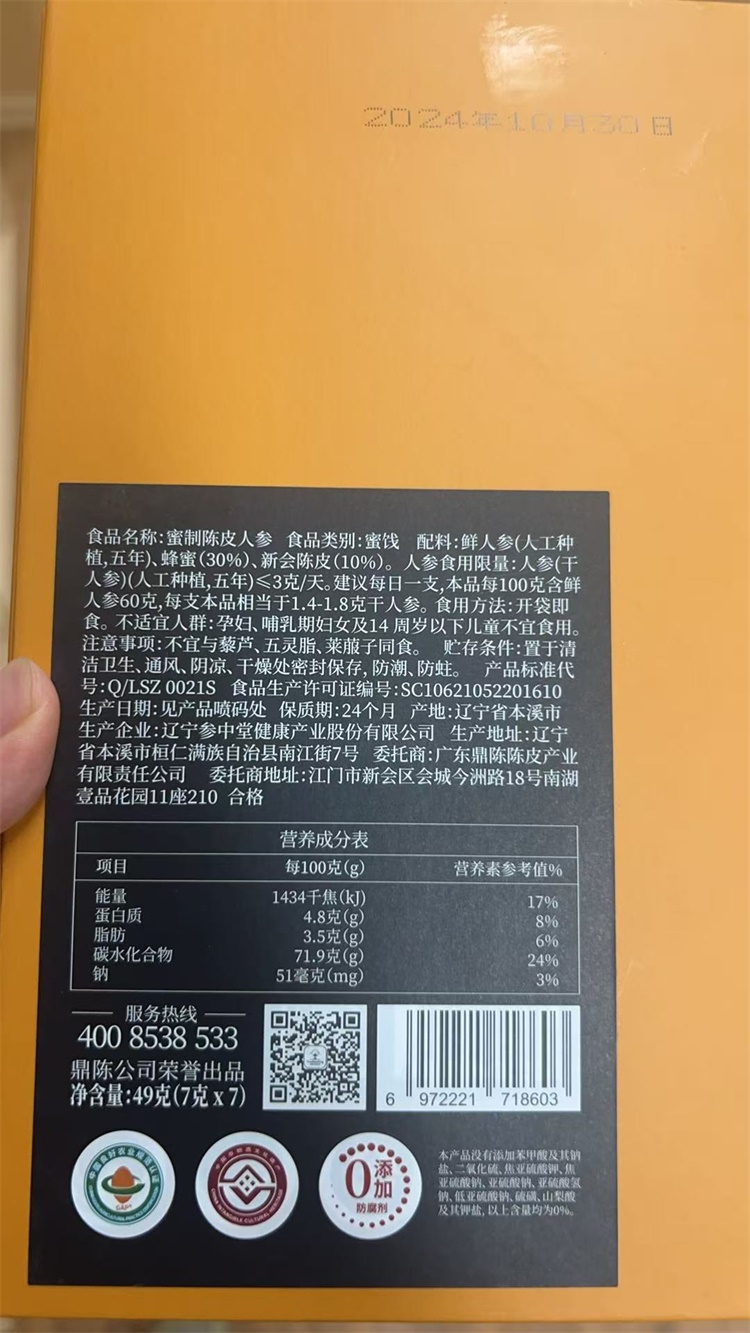 2024年10月30日
食品名称:蜜制陈皮人参 食品类别:蜜饯 配料:鲜人参(人工种
植,五年)、蜂蜜(30%)、新会陈皮(10%)。人参食用限量:人参(干
人参)(人工种植,五年)≤3克/天。建议每日一支,本品每100克含鲜
人参60克,每支本品相当于1.4-1.8克干人参。食用方法:开袋即
食。不适宜人群:孕妇、哺乳期妇女及14 周岁以下儿童不宜食用。
注意事项:不宜与藜芦、五灵脂、莱菔子同食。 贮存条件:置于清
洁卫生、通风、阴凉、干燥处密封保存,防潮、防蛀。 产品标准代
号:Q/LSZ 0021S 食品生产许可证编号:SC10621052201610
生产日期:见产品喷码处 保质期:24个月 产地:辽宁省本溪市
生产企业:辽宁参中堂健康产业股份有限公司 生产地址:辽宁
省本溪市桓仁满族自治县南江街7号 委托商:广东鼎陈陈皮产业
有限责任公司 委托商地址:江门市新会区会城今洲路18号南湖
壹品花园11座210 合格
营养成分表
项目 每100克(g) 营养素参考值%
能量 1434千焦(kJ) 17%
蛋白质 4.8克(g) 8%
脂肪 3.5克(g) 6%
碳水化合物 71.9克(g) 24%
钠 51毫克(mg) 3%
服务热线
400 8538 533
鼎陈公司荣誉出品
净含量:49克(7克 x 7)
6 972221 718603
中国良好农业规范认证
GAP
0添加
防腐剂
本产品没有添加苯甲酸及其钠
盐、二氧化硫、焦亚硫酸钾、焦
亚硫酸钠、亚硫酸钠、亚硫酸氢
钠、低亚硫酸钠、硫磺、山梨酸
及其钾盐,以上含量均为0%。